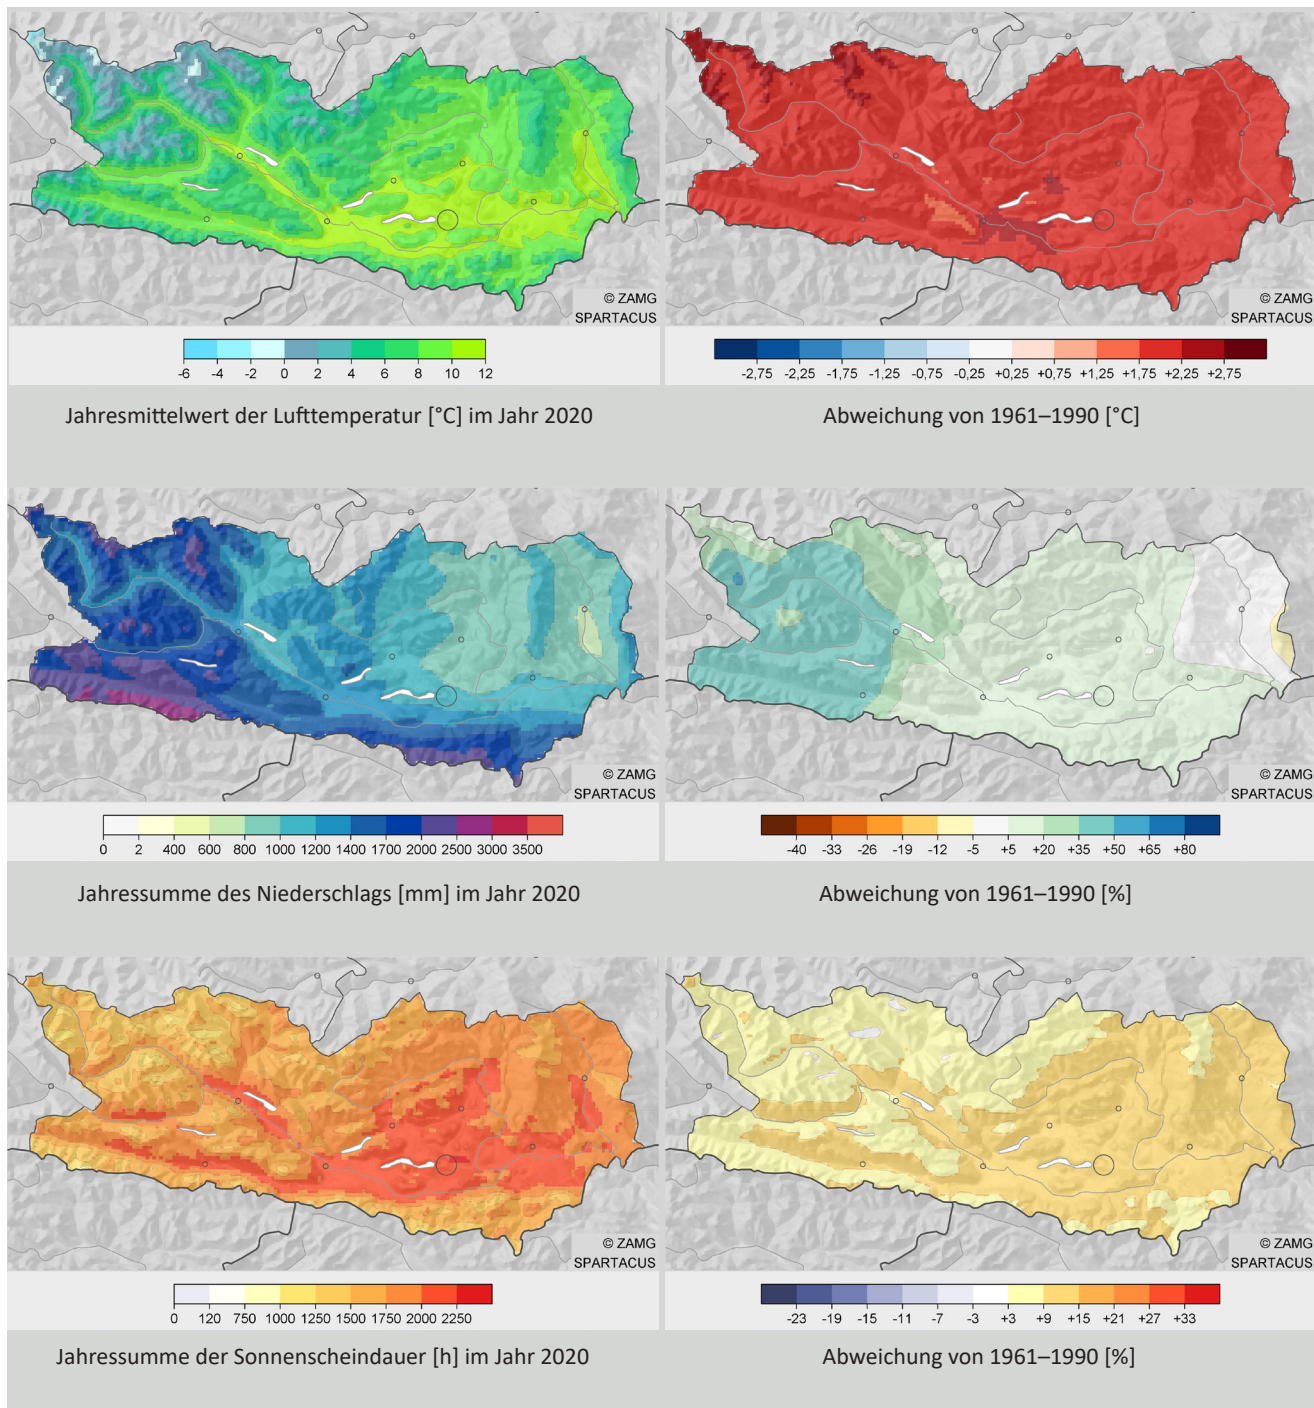 © ZAMG
SPARTACUS
-6 -4 -2 0 2 4 6 8 10 12
Jahresmittelwert der Lufttemperatur [°C] im Jahr 2020
© ZAMG
SPARTACUS
-2,75 -2,25 -1,75 -1,25 -0,75 -0,25 +0,25 +0,75 +1,25 +1,75 +2,25 +2,75
Abweichung von 1961–1990 [°C]
© ZAMG
SPARTACUS
0 2 400 600 800 1000 1200 1400 1700 2000 2500 3000 3500
Jahressumme des Niederschlags [mm] im Jahr 2020
© ZAMG
SPARTACUS
-40 -33 -26 -19 -12 -5 +5 +20 +35 +50 +65 +80
Abweichung von 1961–1990 [%]
© ZAMG
SPARTACUS
0 120 750 1000 1250 1500 1750 2000 2250
Jahressumme der Sonnenscheindauer [h] im Jahr 2020
© ZAMG
SPARTACUS
-23 -19 -15 -11 -7 -3 +3 +9 +15 +21 +27 +33
Abweichung von 1961–1990 [%]